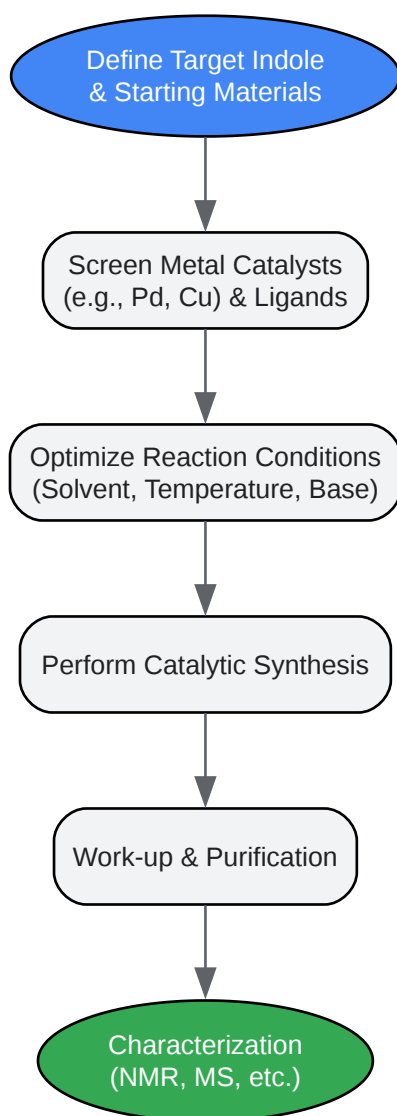 Define Target Indole
& Starting Materials
Screen Metal Catalysts
(e.g., Pd, Cu) & Ligands
Optimize Reaction Conditions
(Solvent, Temperature, Base)
Perform Catalytic Synthesis
Work-up & Purification
Characterization
(NMR, MS, etc.)